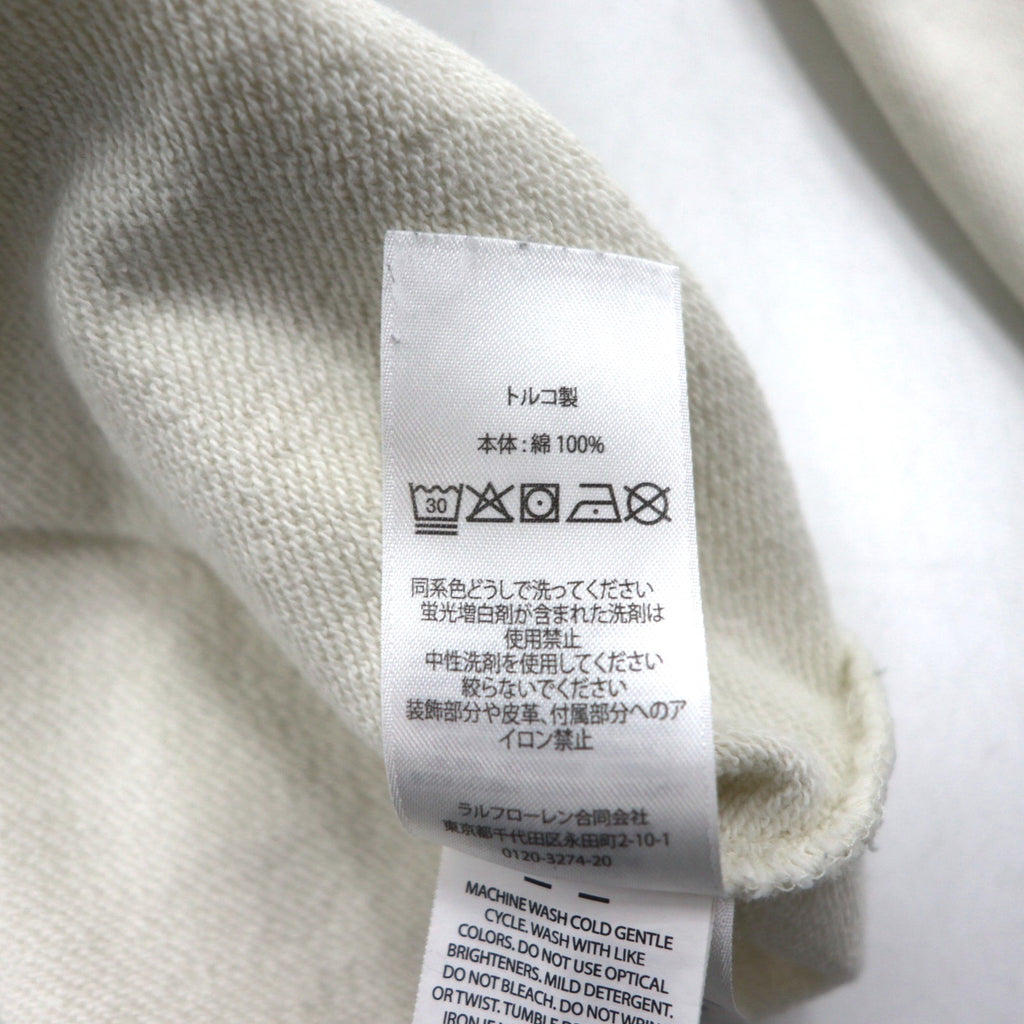 トルコ製
本体 : 綿 100%
30
同系色どうしで洗ってください
蛍光増白剤が含まれた洗剤は
使用禁止
中性洗剤を使用してください
絞らないでください
装飾部分や皮革、付属部分へのア
イロン禁止
ラルフローレン合同会社
東京都千代田区永田町2-10-1
0120-3274-20
MACHINE WASH COLD GENTLE
CYCLE. WASH WITH LIKE
COLORS. DO NOT USE OPTICAL
BRIGHTENERS. MILD DETERGENT.
DO NOT BLEACH. DO NOT
OR TWIST. TUMBLE